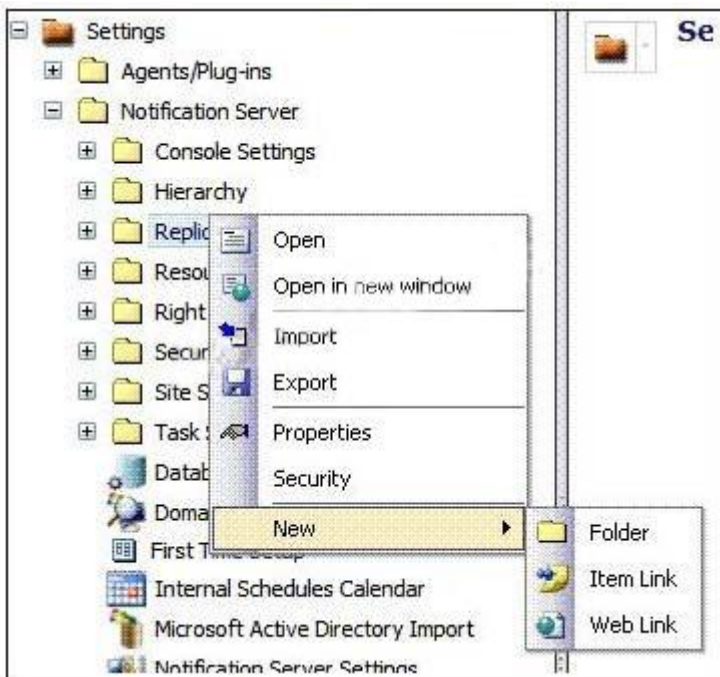 Settings
Se
Agents/Plug-ins
Notification Server
Console Settings
Hierarchy
Replic
Open
Resou
Open in new window
Right
Import
Secur
Export
Site S
Task
Properties
Datab
Security
Doma
New
Folder
First Time Setup
Internal Schedules Calendar
Item Link
Microsoft Active Directory Import
Web Link
Notification Server Settings